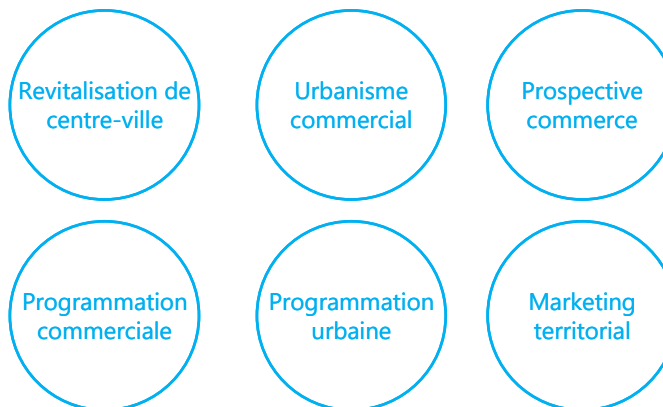 Revitalisation de
centre-ville
Urbanisme
commercial
Prospective
commerce
Programmation
commerciale
Programmation
urbaine
Marketing
territorial